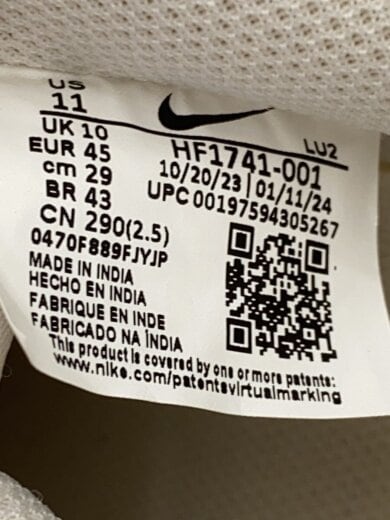 US
11
UK 10
EUR 45
cm 29
BR 43
CN 290(2.5)
0470F889FJYJP
LU2
HF1741-001
10/20/23 | 01/11/24
UPC 00197594305267
MADE IN INDIA
HECHO EN INDIA
FABRIQUE EN INDE
FABRICADO NA ÍNDIA
This product is covered by one or more patents:
www.nike.com/patentsvirtualmarking